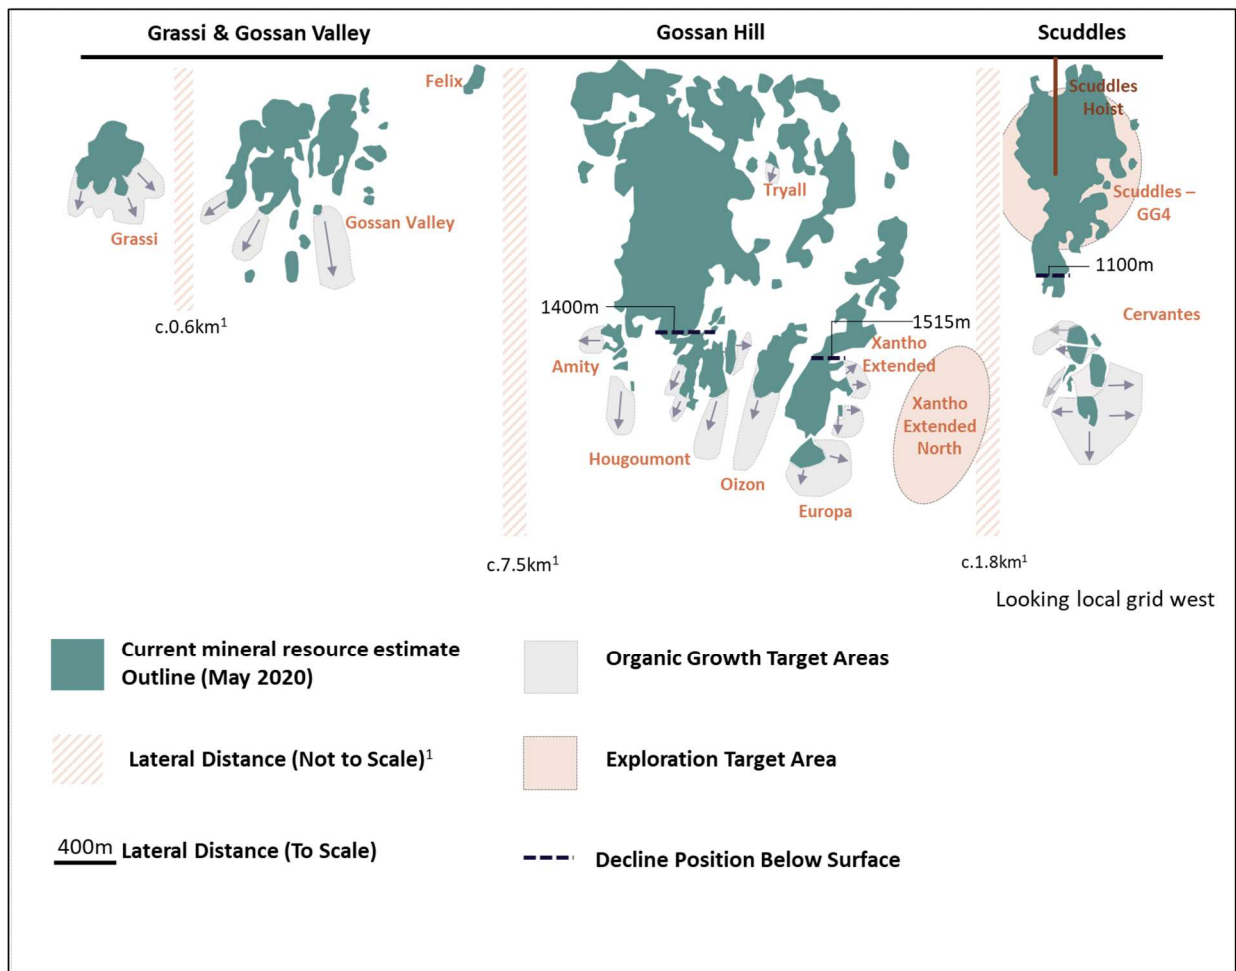 Grassi & Gossan Valley
Gossan Hill
Scuddles
Felix
Scuddles
Hoist
Tryall
Scuddles –
GG4
Gossan Valley
Grassi
1100m
1400m
1515m
c.0.6km¹
Cervantes
Xantho
Extended
Amity
Xantho
Extended
North
Hougoumont
Oizon
Europa
c.7.5km¹
c.1.8km¹
Looking local grid west
Current mineral resource estimate
Outline (May 2020)
Organic Growth Target Areas
Lateral Distance (Not to Scale)¹
Exploration Target Area
400m
Lateral Distance (To Scale)
Decline Position Below Surface